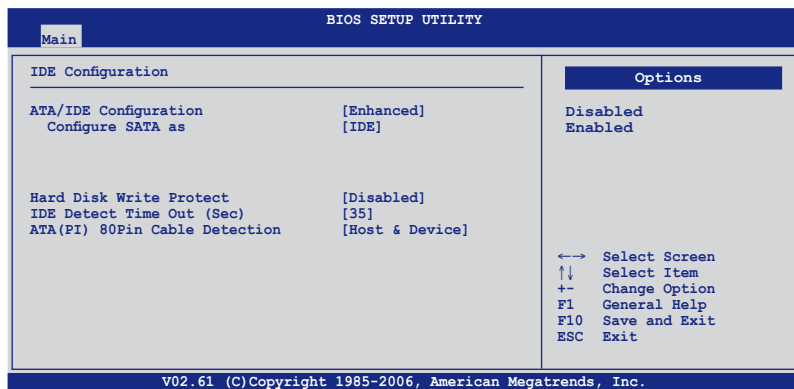 BIOS SETUP UTILITY
Main
IDE Configuration
ATA/IDE Configuration [Enhanced]
Configure SATA as [IDE]
Hard Disk Write Protect [Disabled]
IDE Detect Time Out (Sec) [35]
ATA(PI) 80Pin Cable Detection [Host & Device]
Options
Disabled
Enabled
←→ Select Screen
↑↓ Select Item
+- Change Option
F1 General Help
F10 Save and Exit
ESC Exit
V02.61 (C)Copyright 1985-2006, American Megatrends, Inc.